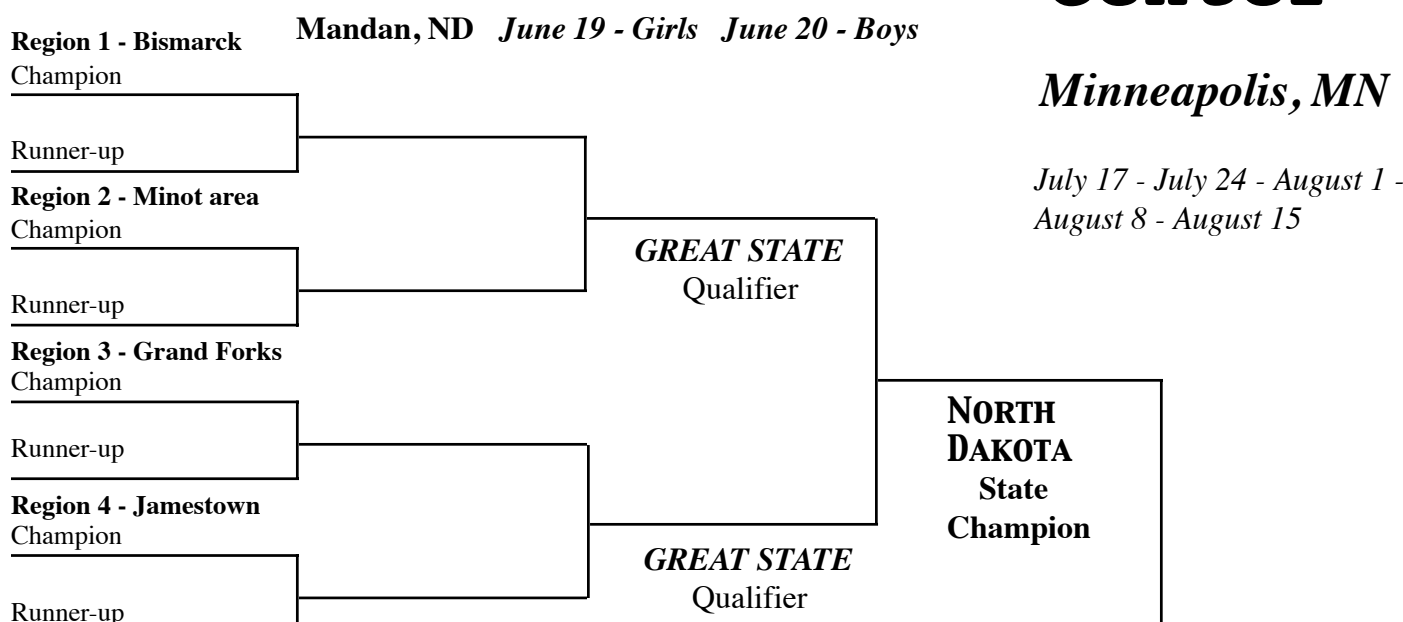 Mandan, ND June 19 - Girls June 20 - Boys
Region 1 - Bismarck
Champion
Runner-up
Region 2 - Minot area
Champion
Runner-up
Region 3 - Grand Forks
Champion
Runner-up
Region 4 - Jamestown
Champion
Runner-up
GREAT STATE
Qualifier
GREAT STATE
Qualifier
NORTH
DAKOTA
State
Champion
Minneapolis, MN
July 17 - July 24 - August 1 -
August 8 - August 15